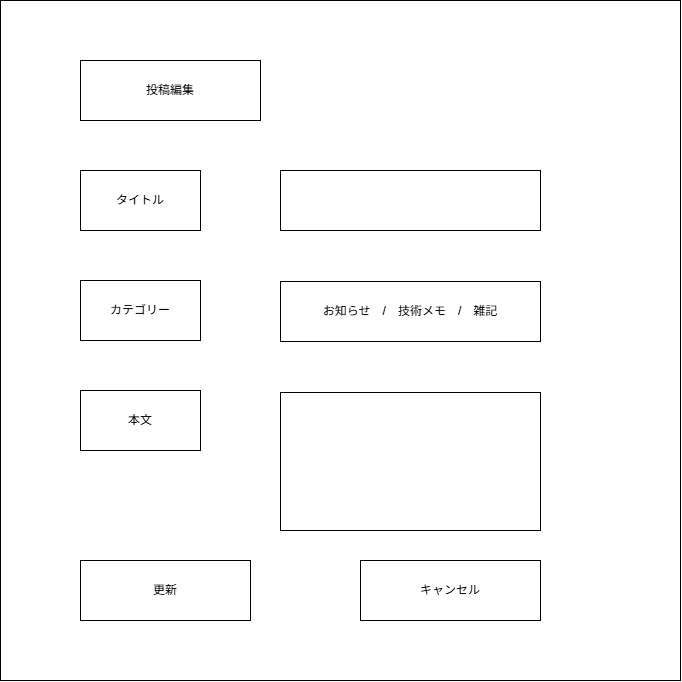 投稿編集
タイトル
カテゴリー
お知らせ　/　技術メモ　/　雑記
本文
更新
キャンセル